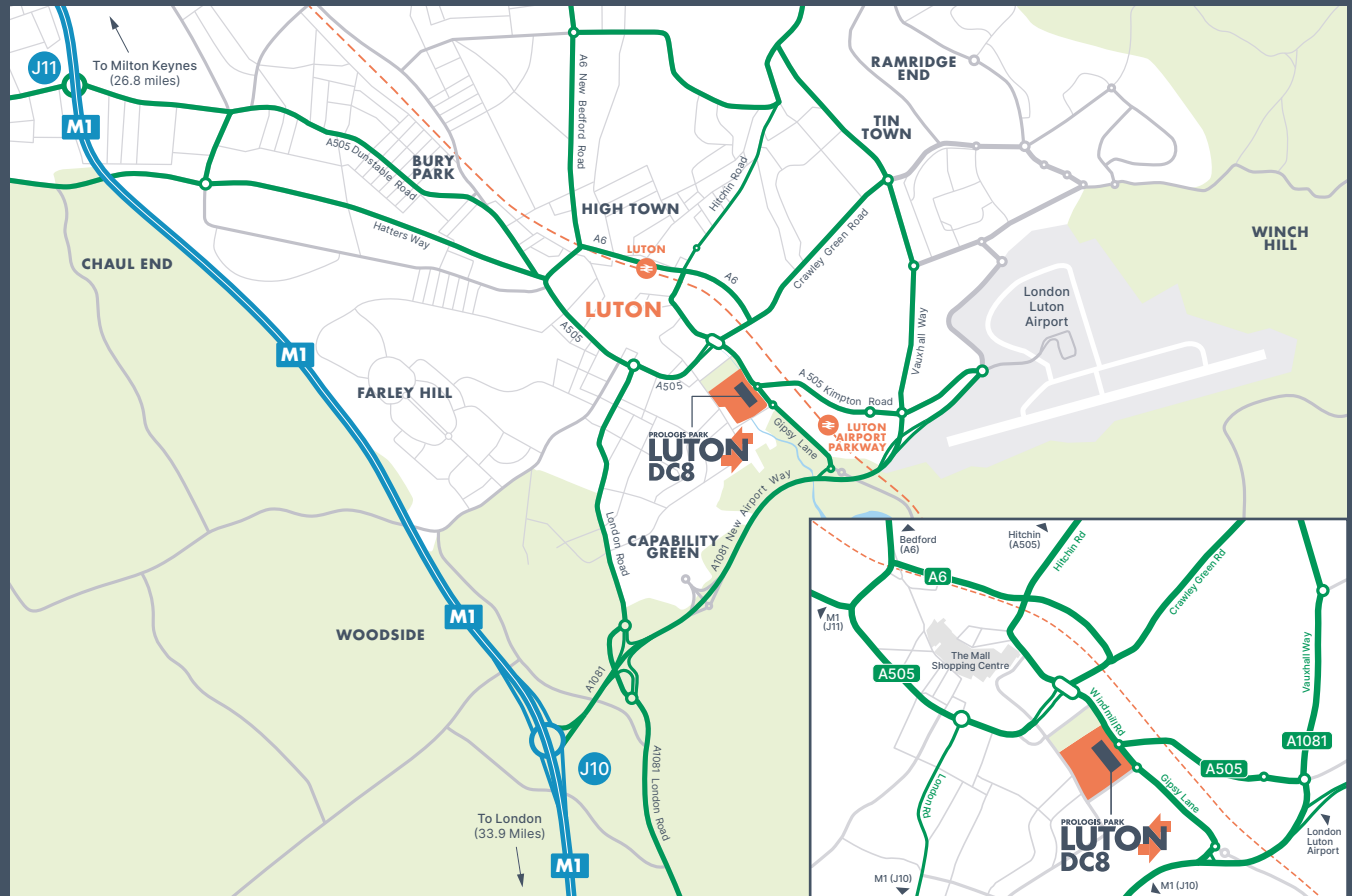 J11
To Milton Keynes
(26.8 miles)
M1
A6 New Bedford Road
RAMRIDGE
END
TIN
TOWN
A505 Dunstable Road
BURY
PARK
Hitchin Road
HIGH TOWN
Hatters Way
A6
LUTON
Crawley Green Road
WINCH
HILL
CHAUL END
A6
LUTON
London
Luton
Airport
A505
Vauxhall Way
M1
FARLEY HILL
A505
A505 Kimpton Road
LUTON
AIRPORT
PARKWAY
Gipsy Lane
PROLOGIS PARK
LUTON
DC8
A1081 New Airport Way
London Road
CAPABILITY
GREEN
M1
WOODSIDE
A1081
J10
A1081 London Road
To London
(33.9 Miles)
M1
Bedford
(A6)
Hitchin
(A505)
Hitchin Rd
A6
Crawley Green Rd
M1
(J11)
The Mall
Shopping Centre
A505
Vauxhall Way
Windmill Rd
A1081
A505
London Rd
Gipsy Lane
PROLOGIS PARK
LUTON
DC8
London
Luton
Airport
M1 (J10)
M1 (J10)